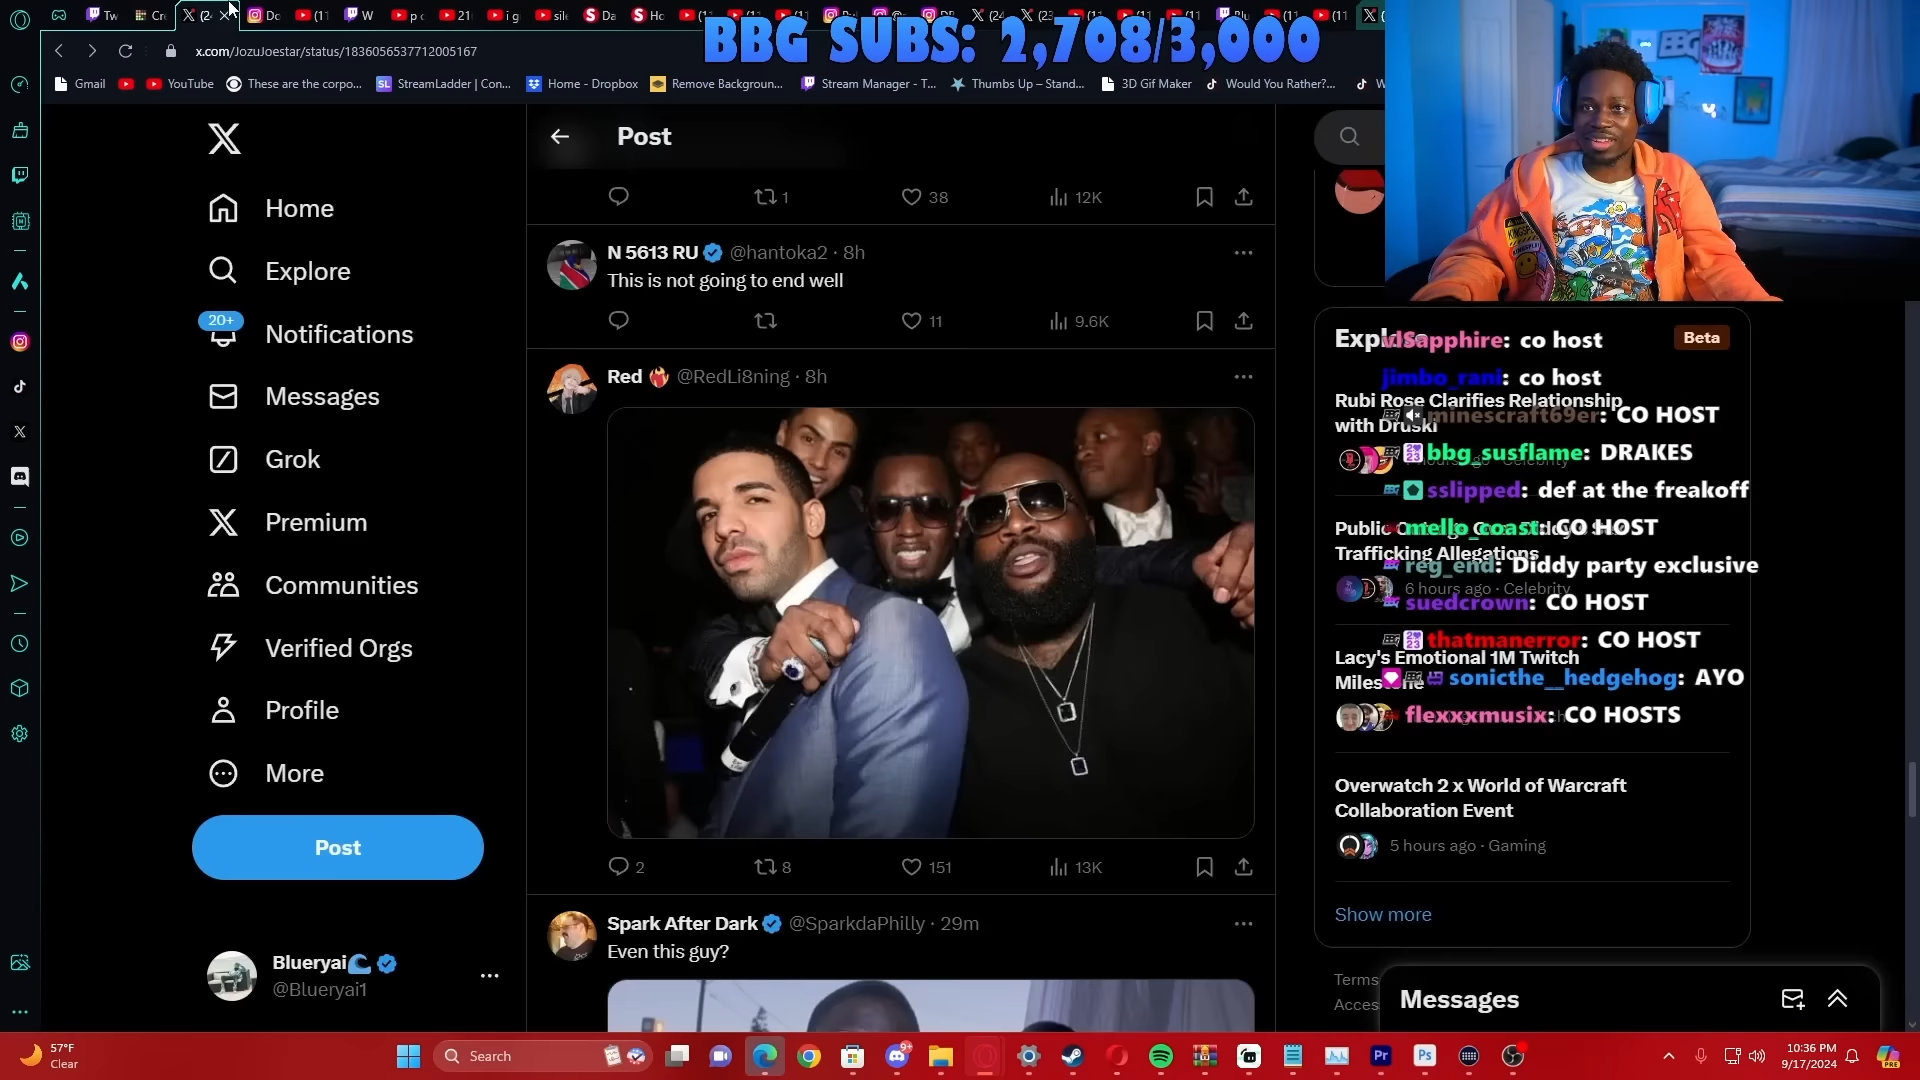 BBG SUBS: 2,708/3,000
x.com/JozuJoestar/status/1836056537712005167
Gmail
YouTube
These are the corpo...
StreamLadder | Con...
Home - Dropbox
Remove Backgroun...
Stream Manager - T...
Thumbs Up – Stand...
3D Gif Maker
Would You Rather?...
Post
1
38
12K
N 5613 RU @hantoka2 · 8h
This is not going to end well
11
9.6K
Red @RedLi8ning · 8h
2
8
151
13K
Spark After Dark @SparkdaPhilly · 29m
Even this guy?
Home
Explore
20+
Notifications
Messages
Grok
Premium
Communities
Verified Orgs
Profile
More
Post
Blueryai
@Blueryai1
Beta
Rubi Rose Clarifies Relationship
with Druski
Trafficking Allegations
6 hours ago · Celebrity
Lacy's Emotional 1M Twitch
Overwatch 2 x World of Warcraft
Collaboration Event
5 hours ago · Gaming
Show more
vlSapphire: co host
jimbo_rani: co host
minescraft69er: CO HOST
bbg_susflame: DRAKES
sslipped: def at the freakoff
mello_coast: CO HOST
reg_end: Diddy party exclusive
suedcrown: CO HOST
thatmanerror: CO HOST
sonicthe__hedgehog: AYO
flexxxmusix: CO HOSTS
Terms
Messages
57°F
Clear
Search
10:36 PM
9/17/2024